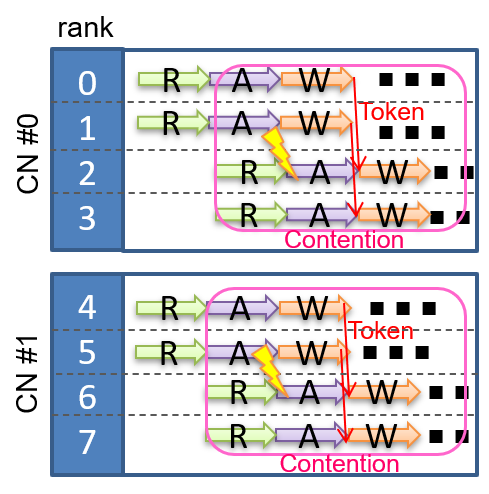 rank
CN #0
0 R A W ■ ■ ■
Token
1 R A W ■ ■ ■
2 R A W ■ ■
3 R A W ■ ■
Contention
CN #1
4 R A W ■ ■ ■
Token
5 R A W ■ ■ ■
6 R A W ■ ■
7 R A W ■ ■
Contention